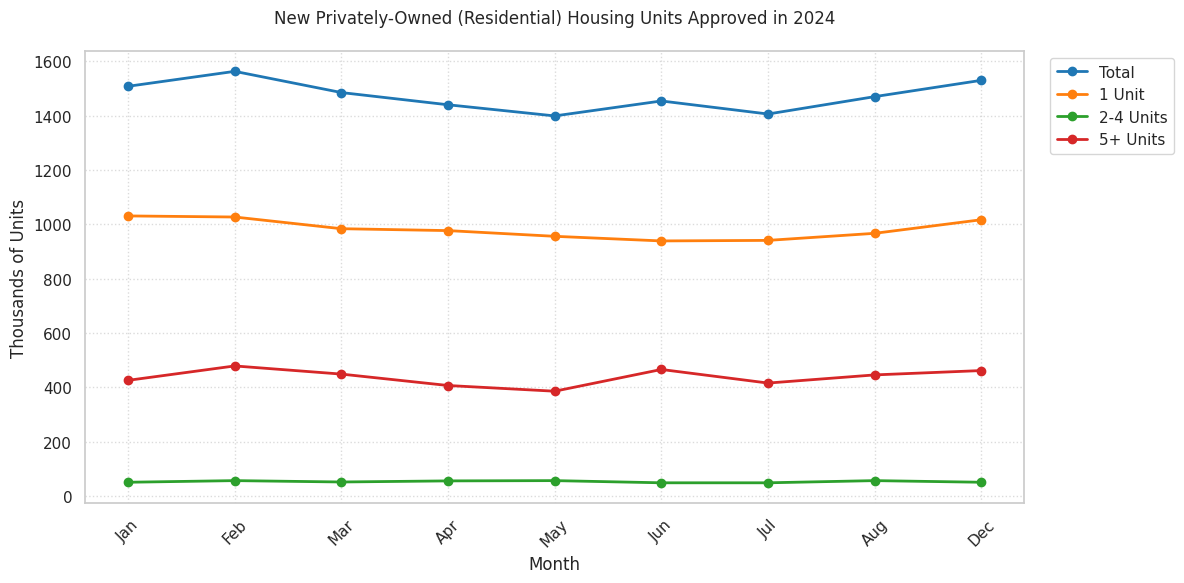 New Privately-Owned (Residential) Housing Units Approved in 2024
Thousands of Units
1600
1400
1200
1000
800
600
400
200
0
Jan
Feb
Mar
Apr
May
Jun
Jul
Aug
Dec
Month
Total
1 Unit
2-4 Units
5+ Units